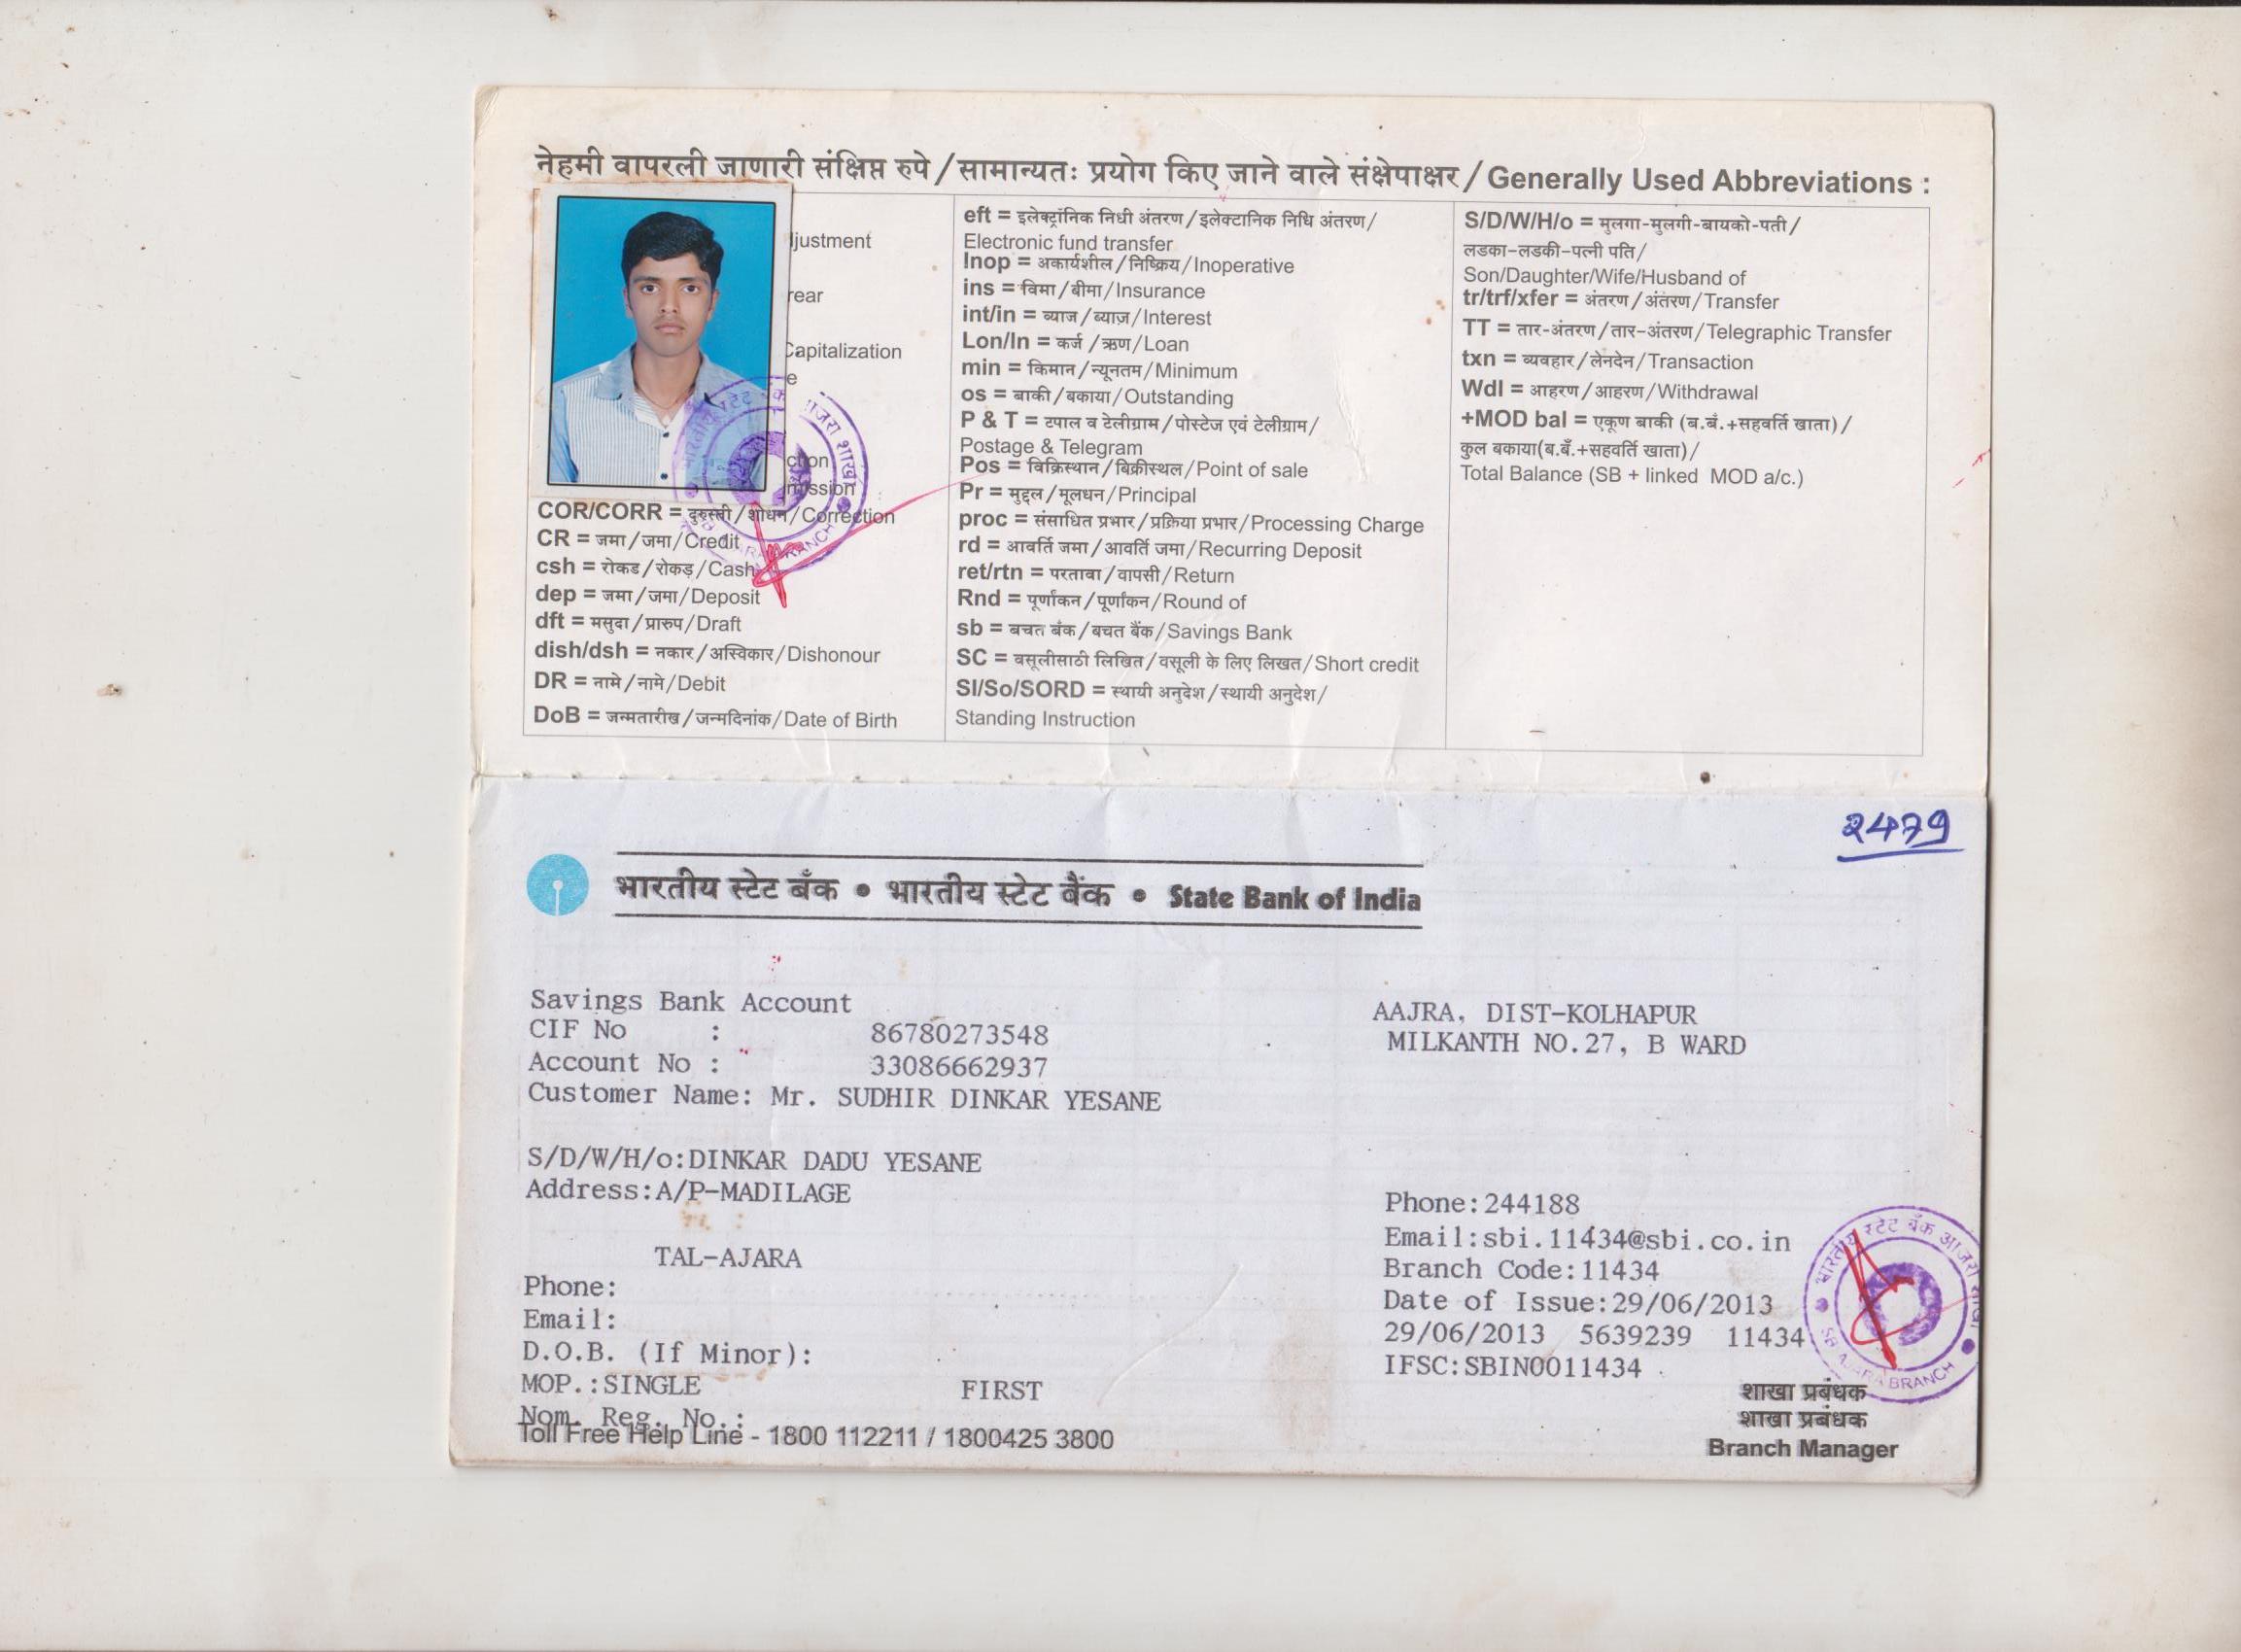 नेहमी वापरली जाणारी संक्षिप्त रुपे / सामान्यतः प्रयोग किए जाने वाले संक्षेपाक्षर / Generally Used Abbreviations :
ljustment
rear
Capitalization
e
ction
mission
COR/CORR = दुरुस्ती/शोधन/Correction
CR = जमा/जमा/Credit
csh = रोकड/रोकड़/Cash
dep = जमा/जमा/Deposit
dft = मसुदा/प्रारुप/Draft
dish/dsh = नकार/अस्विकार/Dishonour
DR = नामे/नामे/Debit
DoB = जन्मतारीख/जन्मदिनांक/Date of Birth
eft = इलेक्ट्रॉनिक निधी अंतरण/इलेक्टानिक निधि अंतरण/
Electronic fund transfer
Inop = अकार्यशील/निष्क्रिय/Inoperative
ins = विमा/बीमा/Insurance
int/in = व्याज/ब्याज़/Interest
Lon/ln = कर्ज/ऋण/Loan
min = किमान/न्यूनतम/Minimum
os = बाकी/बकाया/Outstanding
P & T = टपाल व टेलीग्राम/पोस्टेज एवं टेलीग्राम/
Postage & Telegram
Pos = विक्रिस्थान/बिक्रीस्थल/Point of sale
Pr = मुद्दल/मूलधन/Principal
proc = संसाधित प्रभार/प्रक्रिया प्रभार/Processing Charge
rd = आवर्ति जमा/आवर्ति जमा/Recurring Deposit
ret/rtn = परतावा/वापसी/Return
Rnd = पूर्णांकन/पूर्णांकन/Round of
sb = बचत बंक/बचत बैंक/Savings Bank
SC = वसूलीसाठी लिखित/वसूली के लिए लिखत/Short credit
SI/So/SORD = स्थायी अनुदेश/स्थायी अनुदेश/
Standing Instruction
S/D/W/H/o = मुलगा-मुलगी-बायको-पती/
लडका-लडकी-पत्नी पति/
Son/Daughter/Wife/Husband of
tr/trf/xfer = अंतरण/अंतरण/Transfer
TT = तार-अंतरण/तार-अंतरण/Telegraphic Transfer
txn = व्यवहार/लेनदेन/Transaction
Wdl = आहरण/आहरण/Withdrawal
+MOD bal = एकूण बाकी (ब.बँ.+सहवर्ति खाता)/
कुल बकाया(ब.बैं.+सहवर्ति खाता)/
Total Balance (SB + linked MOD a/c.)
२479
भारतीय स्टेट बँक • भारतीय स्टेट बैंक • State Bank of India
Savings Bank Account
CIF No : 86780273548
Account No : 33086662937
Customer Name: Mr. SUDHIR DINKAR YESANE
S/D/W/H/o:DINKAR DADU YESANE
Address:A/P-MADILAGE
TAL-AJARA
Phone:
Email:
D.O.B. (If Minor):
MOP.:SINGLE FIRST
Nom. Reg. No.:
Toll Free Help Line - 1800 112211 / 1800425 3800
AAJRA, DIST-KOLHAPUR
MILKANTH NO.27, B WARD
Phone:244188
Email:sbi.11434@sbi.co.in
Branch Code:11434
Date of Issue:29/06/2013
29/06/2013 5639239 11434
IFSC:SBIN0011434
भारतीय स्टेट बँक आजरा शाखा
AJARA BRANCH
शाखा प्रबंधक
शाखा प्रबंधक
Branch Manager